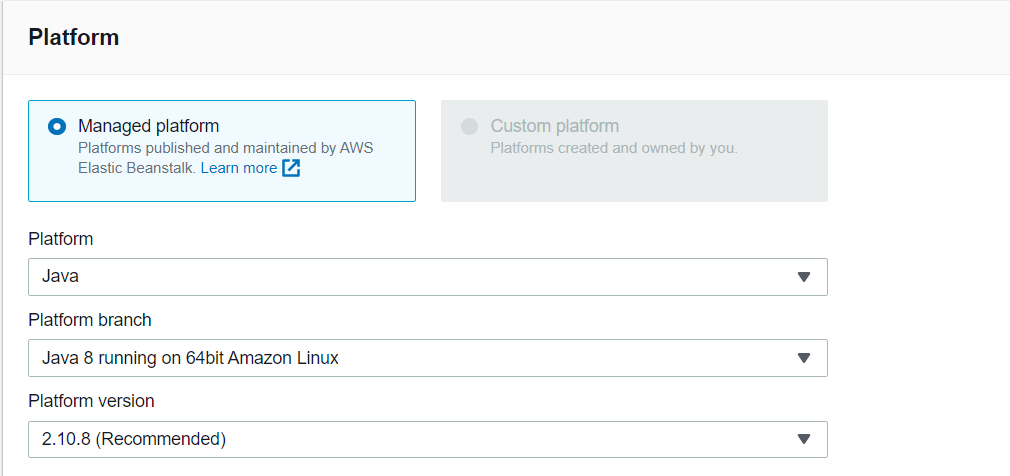 Platform
Managed platform
Platforms published and maintained by AWS
Elastic Beanstalk. Learn more
Custom platform
Platforms created and owned by you.
Platform
Java
Platform branch
Java 8 running on 64bit Amazon Linux
Platform version
2.10.8 (Recommended)